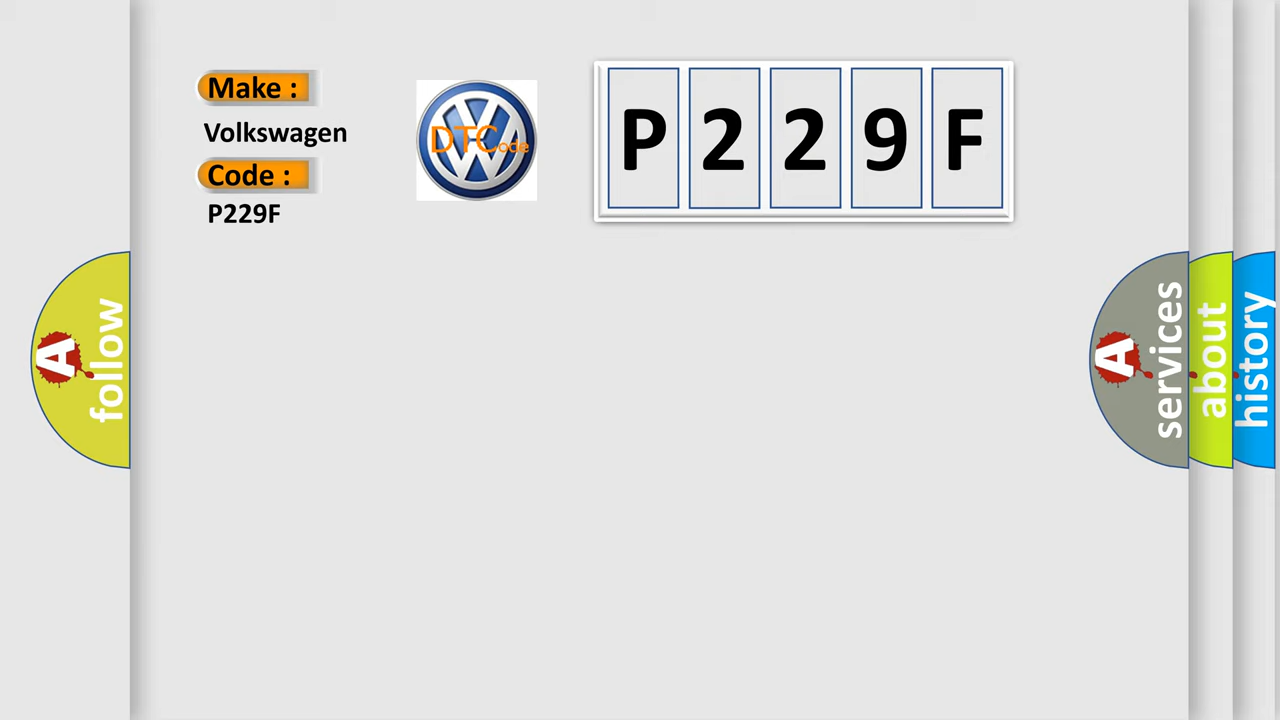 Make :
Volkswagen
Code :
P229F
DTCode
P 2 2 9 F
A follow
A services
about
history